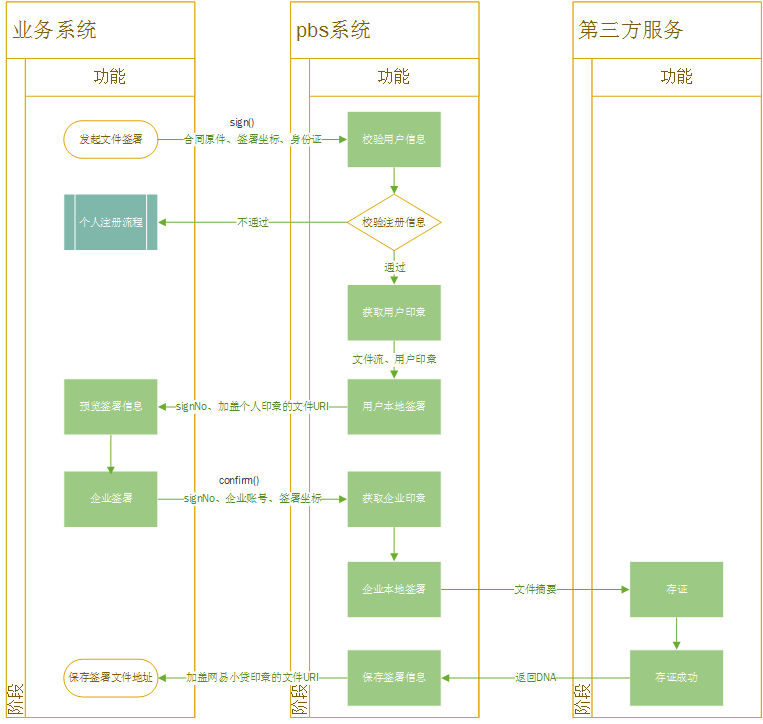 业务系统
pbs系统
第三方服务
功能
功能
功能
sign()
发起文件签署
合同原件、签署坐标、身份证
校验用户信息
个人注册流程
不通过
校验注册信息
通过
获取用户印章
文件流、用户印章
预览签署信息
signNo、加盖个人印章的文件URI
用户本地签署
confirm()
企业签署
signNo、企业账号、签署坐标
获取企业印章
企业本地签署
文件摘要
存证
保存签署文件地址
加盖网易小贷印章的文件URI
保存签署信息
返回DNA
存证成功
阶段
阶段
阶段